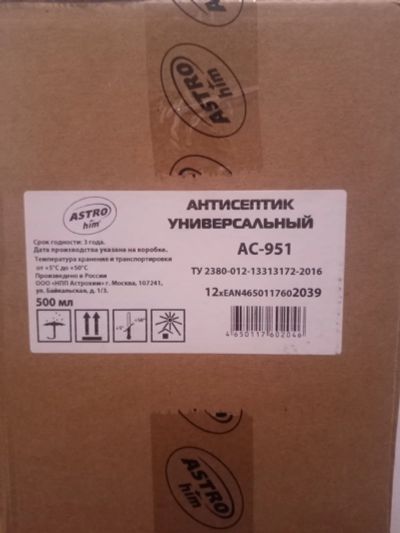 ASTRO
him
ASTRO
him
АНТИСЕПТИК
УНИВЕРСАЛЬНЫЙ
АС-951
ТУ 2380-012-13313172-2016
12xEAN4650117602039
4 650117 602046
Срок годности: 3 года.
Дата производства указана на коробке.
Температура хранения и транспортировки
от +5°С до +50°С
Произведено в России
ООО «НПП Астрохим» г. Москва, 107241,
ул. Байкальская, д. 1/3.
500 мл
+5°
+50°
ASTRO
him